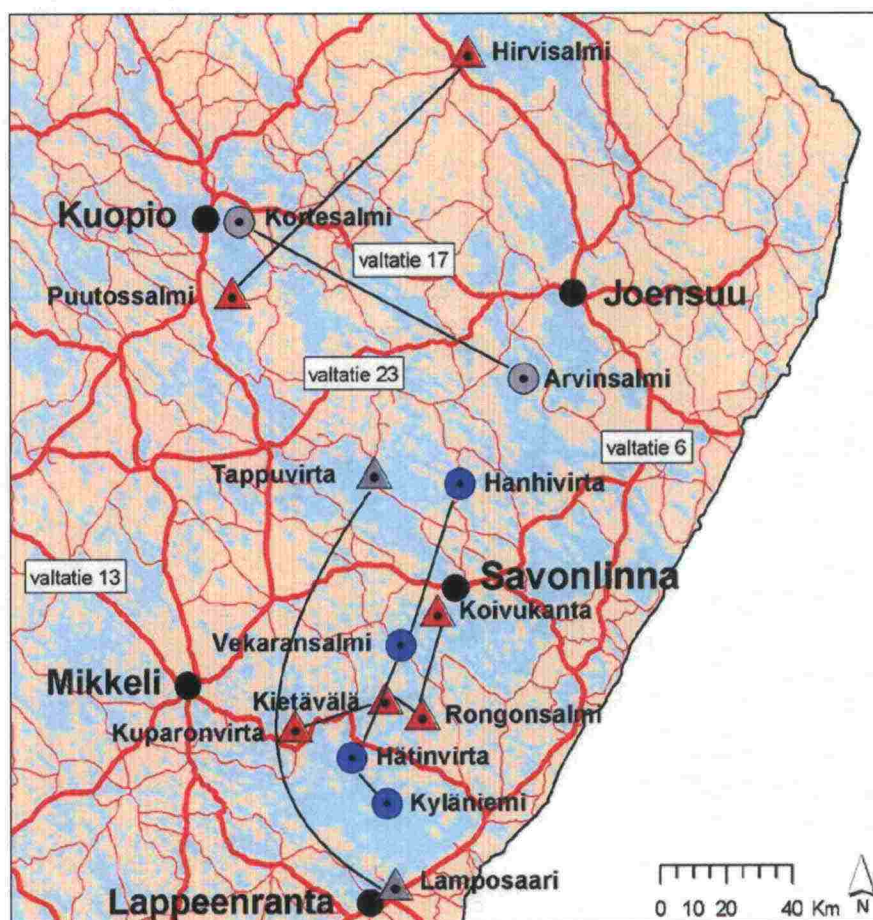 Hirvisalmi
Kuopio
Kortesalmi
valtatie 17
Puutossalmi
Joensuu
valtatie 23
Arvinsalmi
valtatie 6
Tappuvirta
Hanhivirta
valtatie 13
Savonlinna
Koivukanta
Vekaransalmi
Mikkeli
Kietävälä
Kuparonvirta
Rongonsalmi
Hätinvirta
Kyläniemi
Lamposaari
Lappeenranta
0 10 20 40 Km
N